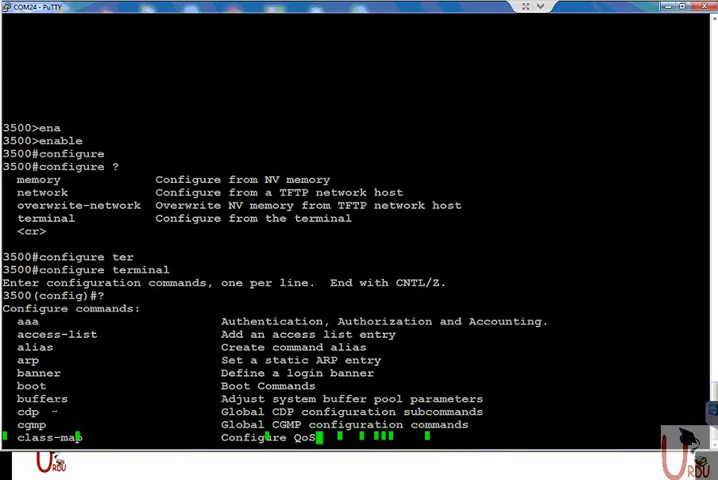 COM24 - PuTTY
3500>ena
3500>enable
3500#configure
3500#configure ?
memory Configure from NV memory
network Configure from a TFTP network host
overwrite-network Overwrite NV memory from TFTP network host
terminal Configure from the terminal
<cr>
3500#configure ter
3500#configure terminal
Enter configuration commands, one per line. End with CNTL/Z.
3500(config)#?
Configure commands:
aaa Authentication, Authorization and Accounting.
access-list Add an access list entry
alias Create command alias
arp Set a static ARP entry
banner Define a login banner
boot Boot Commands
buffers Adjust system buffer pool parameters
cdp Global CDP configuration subcommands
cgmp Global CGMP configuration commands
class-map Configure QoS
URDU
URDU